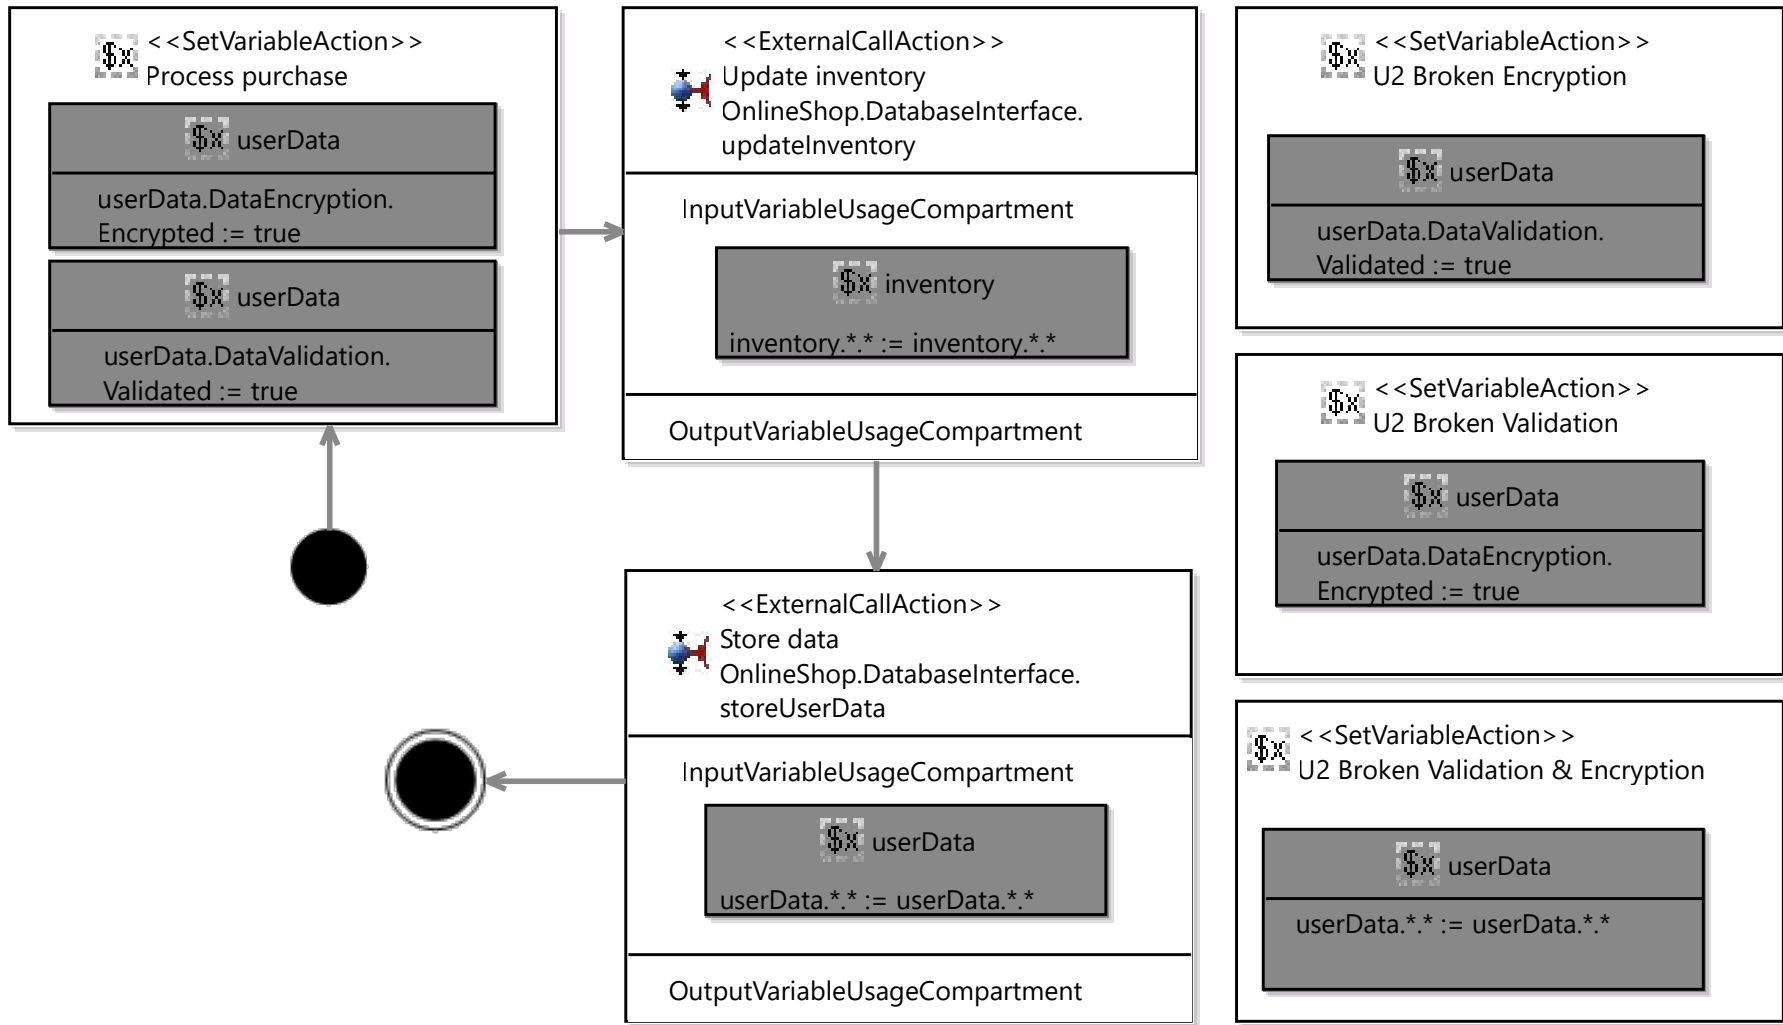 <<SetVariableAction>>
Process purchase
$x userData
userData.DataEncryption.
Encrypted := true
$x userData
userData.DataValidation.
Validated := true
<<ExternalCallAction>>
Update inventory
OnlineShop.DatabaseInterface.
updateInventory
InputVariableUsageCompartment
$x inventory
inventory.*.* := inventory.*.*
OutputVariableUsageCompartment
<<ExternalCallAction>>
Store data
OnlineShop.DatabaseInterface.
storeUserData
InputVariableUsageCompartment
$x userData
userData.*.* := userData.*.*
OutputVariableUsageCompartment
$x <<SetVariableAction>>
U2 Broken Encryption
$x userData
userData.DataValidation.
Validated := true
$x <<SetVariableAction>>
U2 Broken Validation
$x userData
userData.DataEncryption.
Encrypted := true
$x <<SetVariableAction>>
U2 Broken Validation & Encryption
$x userData
userData.*.* := userData.*.*